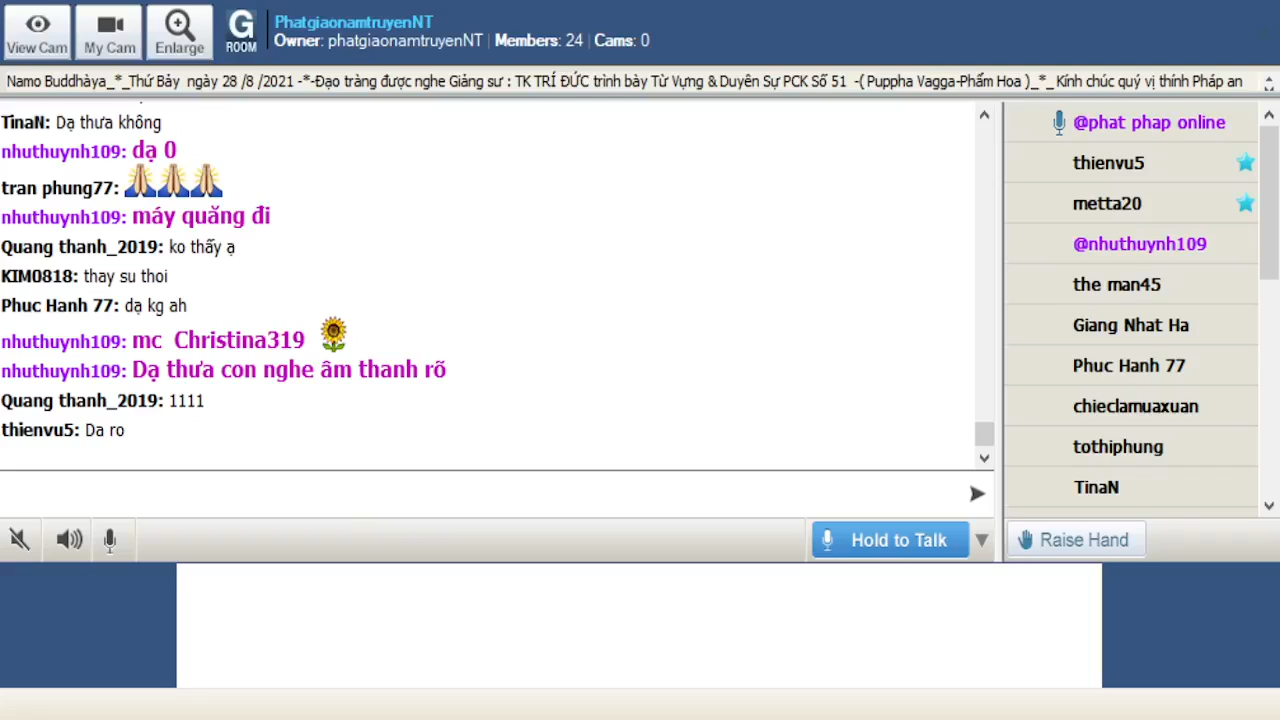 View Cam
My Cam
Enlarge
G
ROOM
PhatgiaonamtruyenNT
Owner: phatgiaonamtruyenNT | Members: 24 | Cams: 0
Namo Buddhàya_*_Thứ Bảy ngày 28 /8 /2021 -*-Đạo tràng được nghe Giảng sư : TK TRÍ ĐỨC trình bày Từ Vựng & Duyên Sự PCK Số 51 -( Puppha Vagga-Phẩm Hoa )_*_ Kính chúc quý vị thính Pháp an
TinaN: Dạ thưa không
nhuthuynh109: dạ 0
tran phung77: 🙏🙏🙏
nhuthuynh109: máy quăng đi
Quang thanh_2019: ko thấy ạ
KIM0818: thay su thoi
Phuc Hanh 77: dạ kg ah
nhuthuynh109: mc Christina319 🌻
nhuthuynh109: Dạ thưa con nghe âm thanh rõ
Quang thanh_2019: 1111
thienvu5: Da ro
@phat phap online
thienvu5
metta20
@nhuthuynh109
the man45
Giang Nhat Ha
Phuc Hanh 77
chieclamuaxuan
tothiphung
TinaN
Hold to Talk
Raise Hand